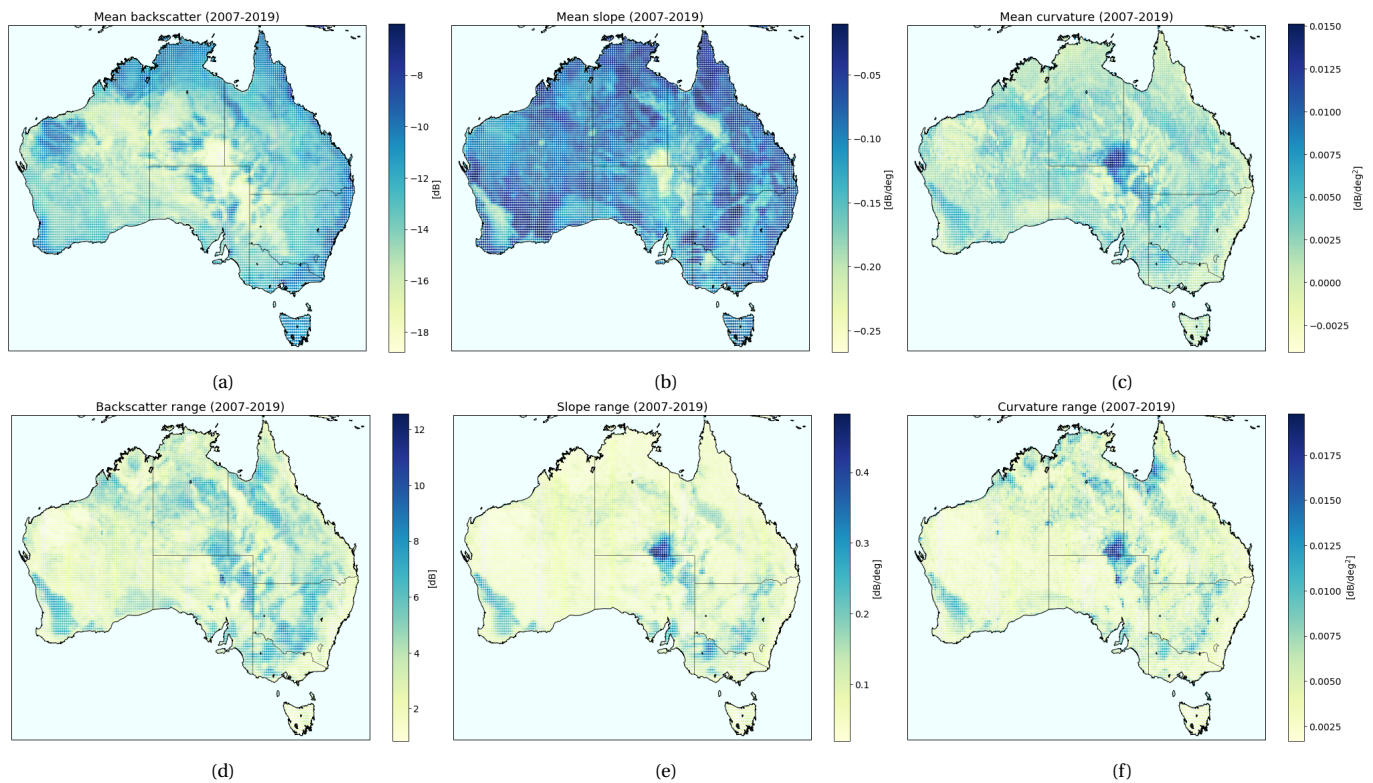 Mean backscatter (2007-2019)
−8
−10
−12
−14
−16
−18
[dB]
(a)
Mean slope (2007-2019)
−0.05
−0.10
−0.15
−0.20
−0.25
[dB/deg]
(b)
Mean curvature (2007-2019)
0.0150
0.0125
0.0100
0.0075
0.0050
0.0025
0.0000
−0.0025
[dB/deg²]
(c)
Backscatter range (2007-2019)
12
10
8
6
4
2
[dB]
(d)
Slope range (2007-2019)
0.4
0.3
0.2
0.1
[dB/deg]
(e)
Curvature range (2007-2019)
0.0175
0.0150
0.0125
0.0100
0.0075
0.0050
0.0025
[dB/deg²]
(f)